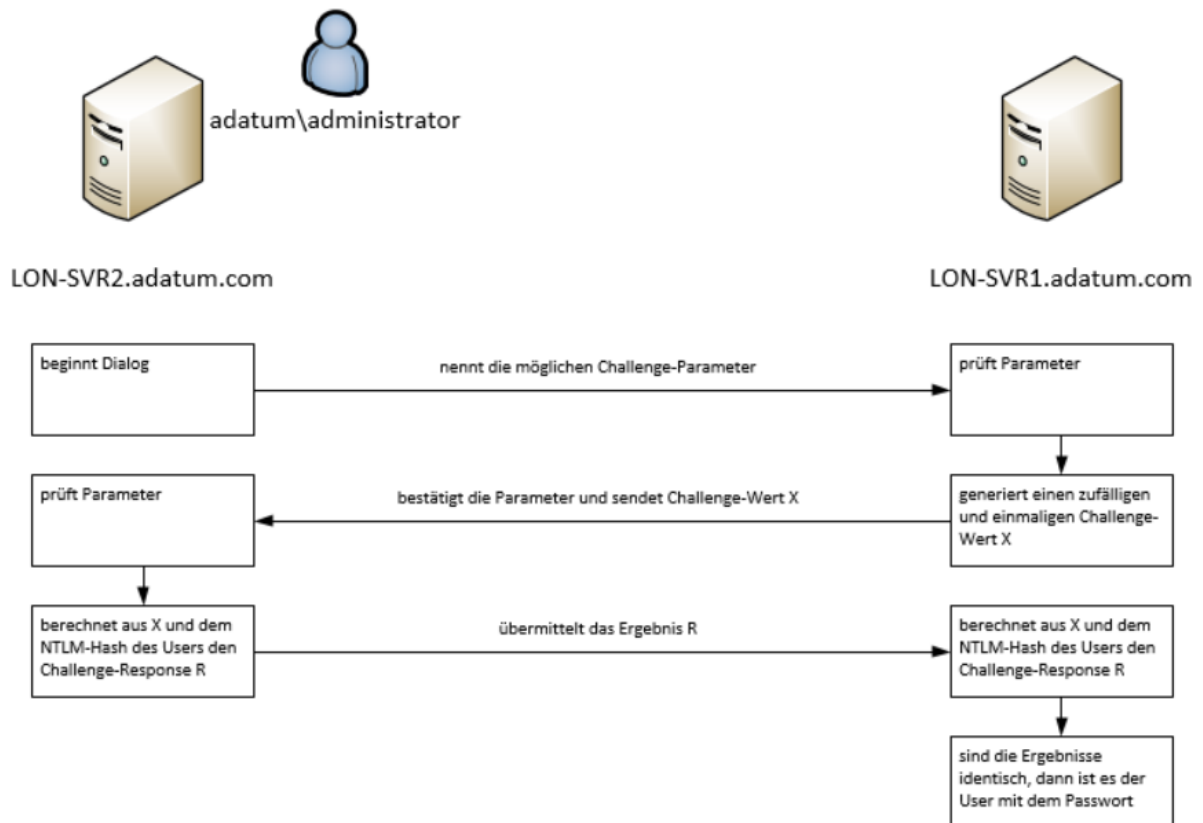 adatum\administrator
LON-SVR2.adatum.com
LON-SVR1.adatum.com
beginnt Dialog
nennt die möglichen Challenge-Parameter
prüft Parameter
prüft Parameter
bestätigt die Parameter und sendet Challenge-Wert X
generiert einen zufälligen
und einmaligen Challenge-
Wert X
berechnet aus X und dem
NTLM-Hash des Users den
Challenge-Response R
übermittelt das Ergebnis R
berechnet aus X und dem
NTLM-Hash des Users den
Challenge-Response R
sind die Ergebnisse
identisch, dann ist es der
User mit dem Passwort